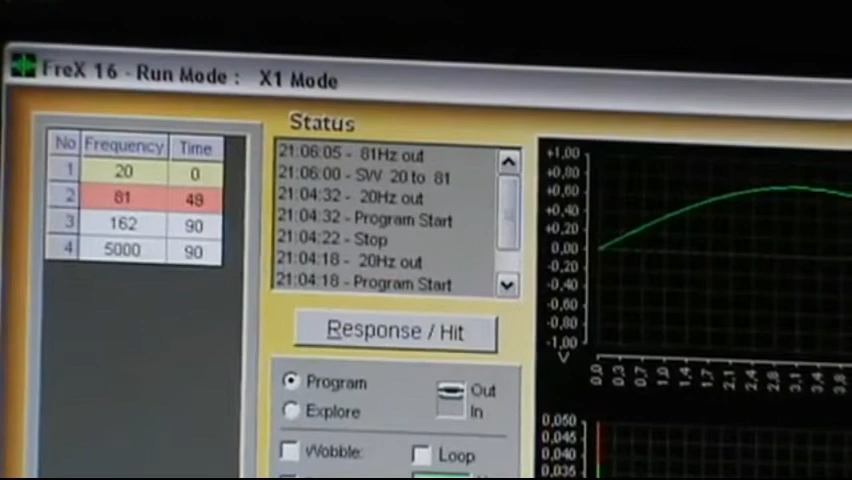 FreX 16 - Run Mode : X1 Mode
Status
No Frequency Time
1 20 0
2 81 48
3 162 90
4 5000 90
21:06:05 - 81Hz out
21:06:00 - SW 20 to 81
21:04:32 - 20Hz out
21:04:32 - Program Start
21:04:22 - Stop
21:04:18 - 20Hz out
21:04:18 - Program Start
Response / Hit
Program
Explore
Out
In
Wobble:
Loop
+1,00
+0,80
+0,60
+0,40
+0,20
0,00
-0,20
-0,40
-0,60
-0,80
-1,00
V
0,0 0,3 0,7 1,0 1,4 1,7 2,1 2,4 2,8 3,1 3,4 3,8
0,050
0,045
0,040
0,035